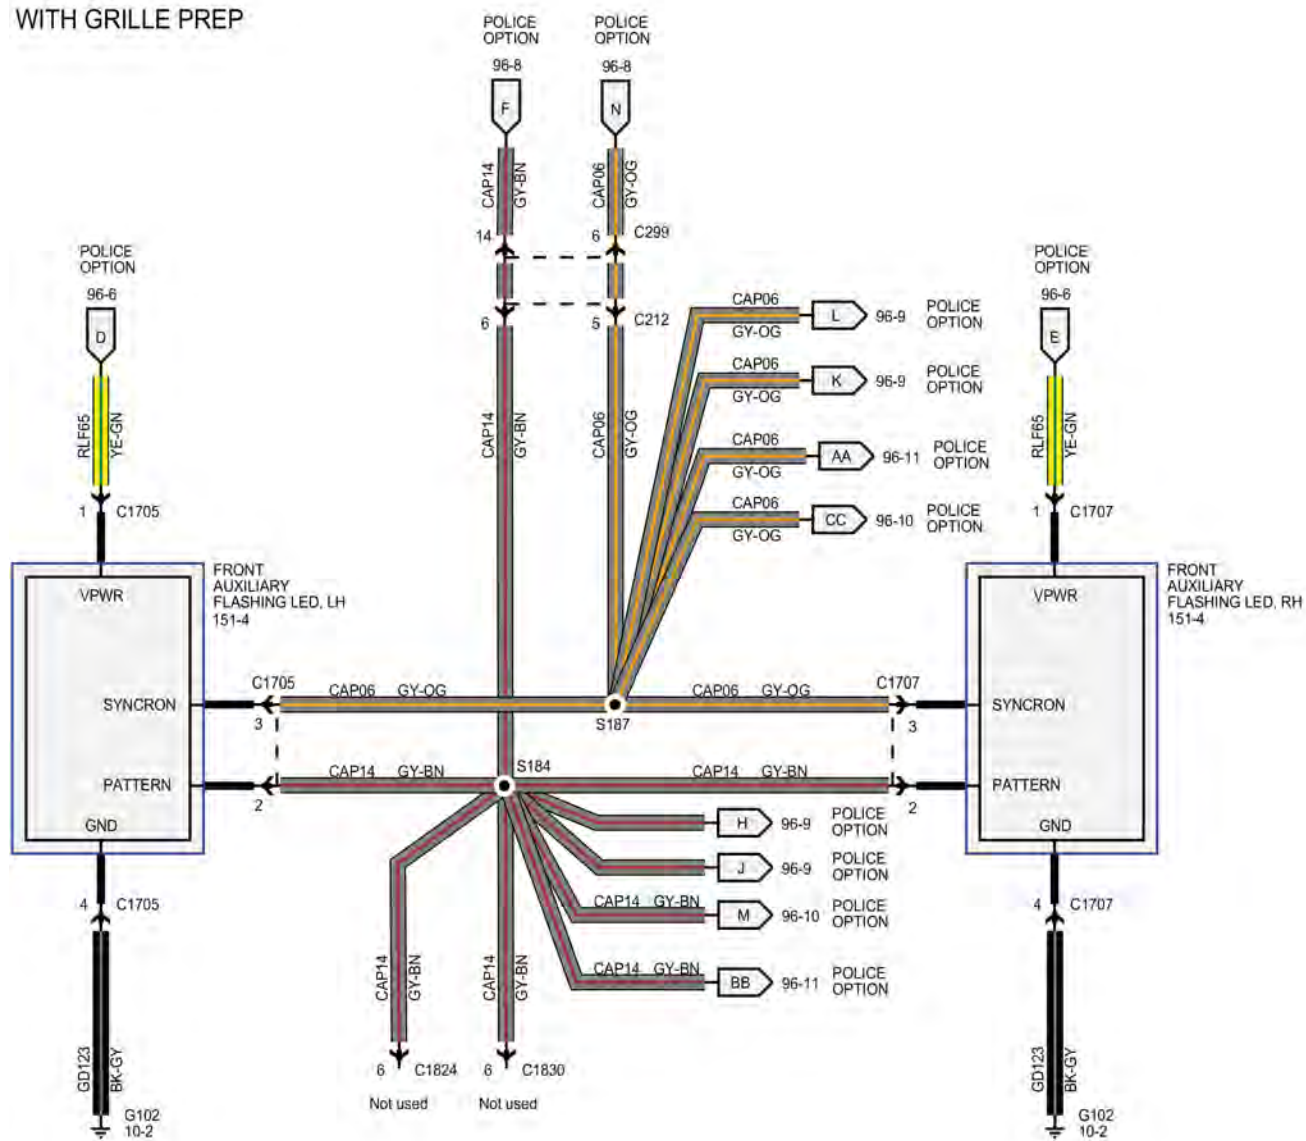 WITH GRILLE PREP
POLICE
OPTION
POLICE
OPTION
96-8
96-8
F
N
CAP14
GY-BN
CAP06
GY-OG
14
6
C299
6
5
C212
POLICE
OPTION
96-6
D
RLF65
YE-GN
1
C1705
POLICE
OPTION
96-6
E
RLF65
YE-GN
1
C1707
CAP14
GY-BN
CAP06
GY-OG
CAP06
GY-OG
L
96-9
POLICE
OPTION
CAP06
GY-OG
K
96-9
POLICE
OPTION
CAP06
GY-OG
AA
96-11
POLICE
OPTION
CAP06
GY-OG
CC
96-10
POLICE
OPTION
FRONT
AUXILIARY
FLASHING LED, LH
151-4
VPWR
SYNCRON
PATTERN
GND
FRONT
AUXILIARY
FLASHING LED, RH
151-4
VPWR
SYNCRON
PATTERN
GND
C1705
3
CAP06 GY-OG
S187
CAP06 GY-OG
C1707
3
2
CAP14 GY-BN
S184
CAP14 GY-BN
2
H
96-9
POLICE
OPTION
J
96-9
POLICE
OPTION
CAP14 GY-BN
M
96-10
POLICE
OPTION
CAP14 GY-BN
BB
96-11
POLICE
OPTION
4
C1705
GD123
BK-GY
G102
10-2
CAP14
GY-BN
6
C1824
Not used
CAP14
GY-BN
6
C1830
Not used
4
C1707
GD123
BK-GY
G102
10-2